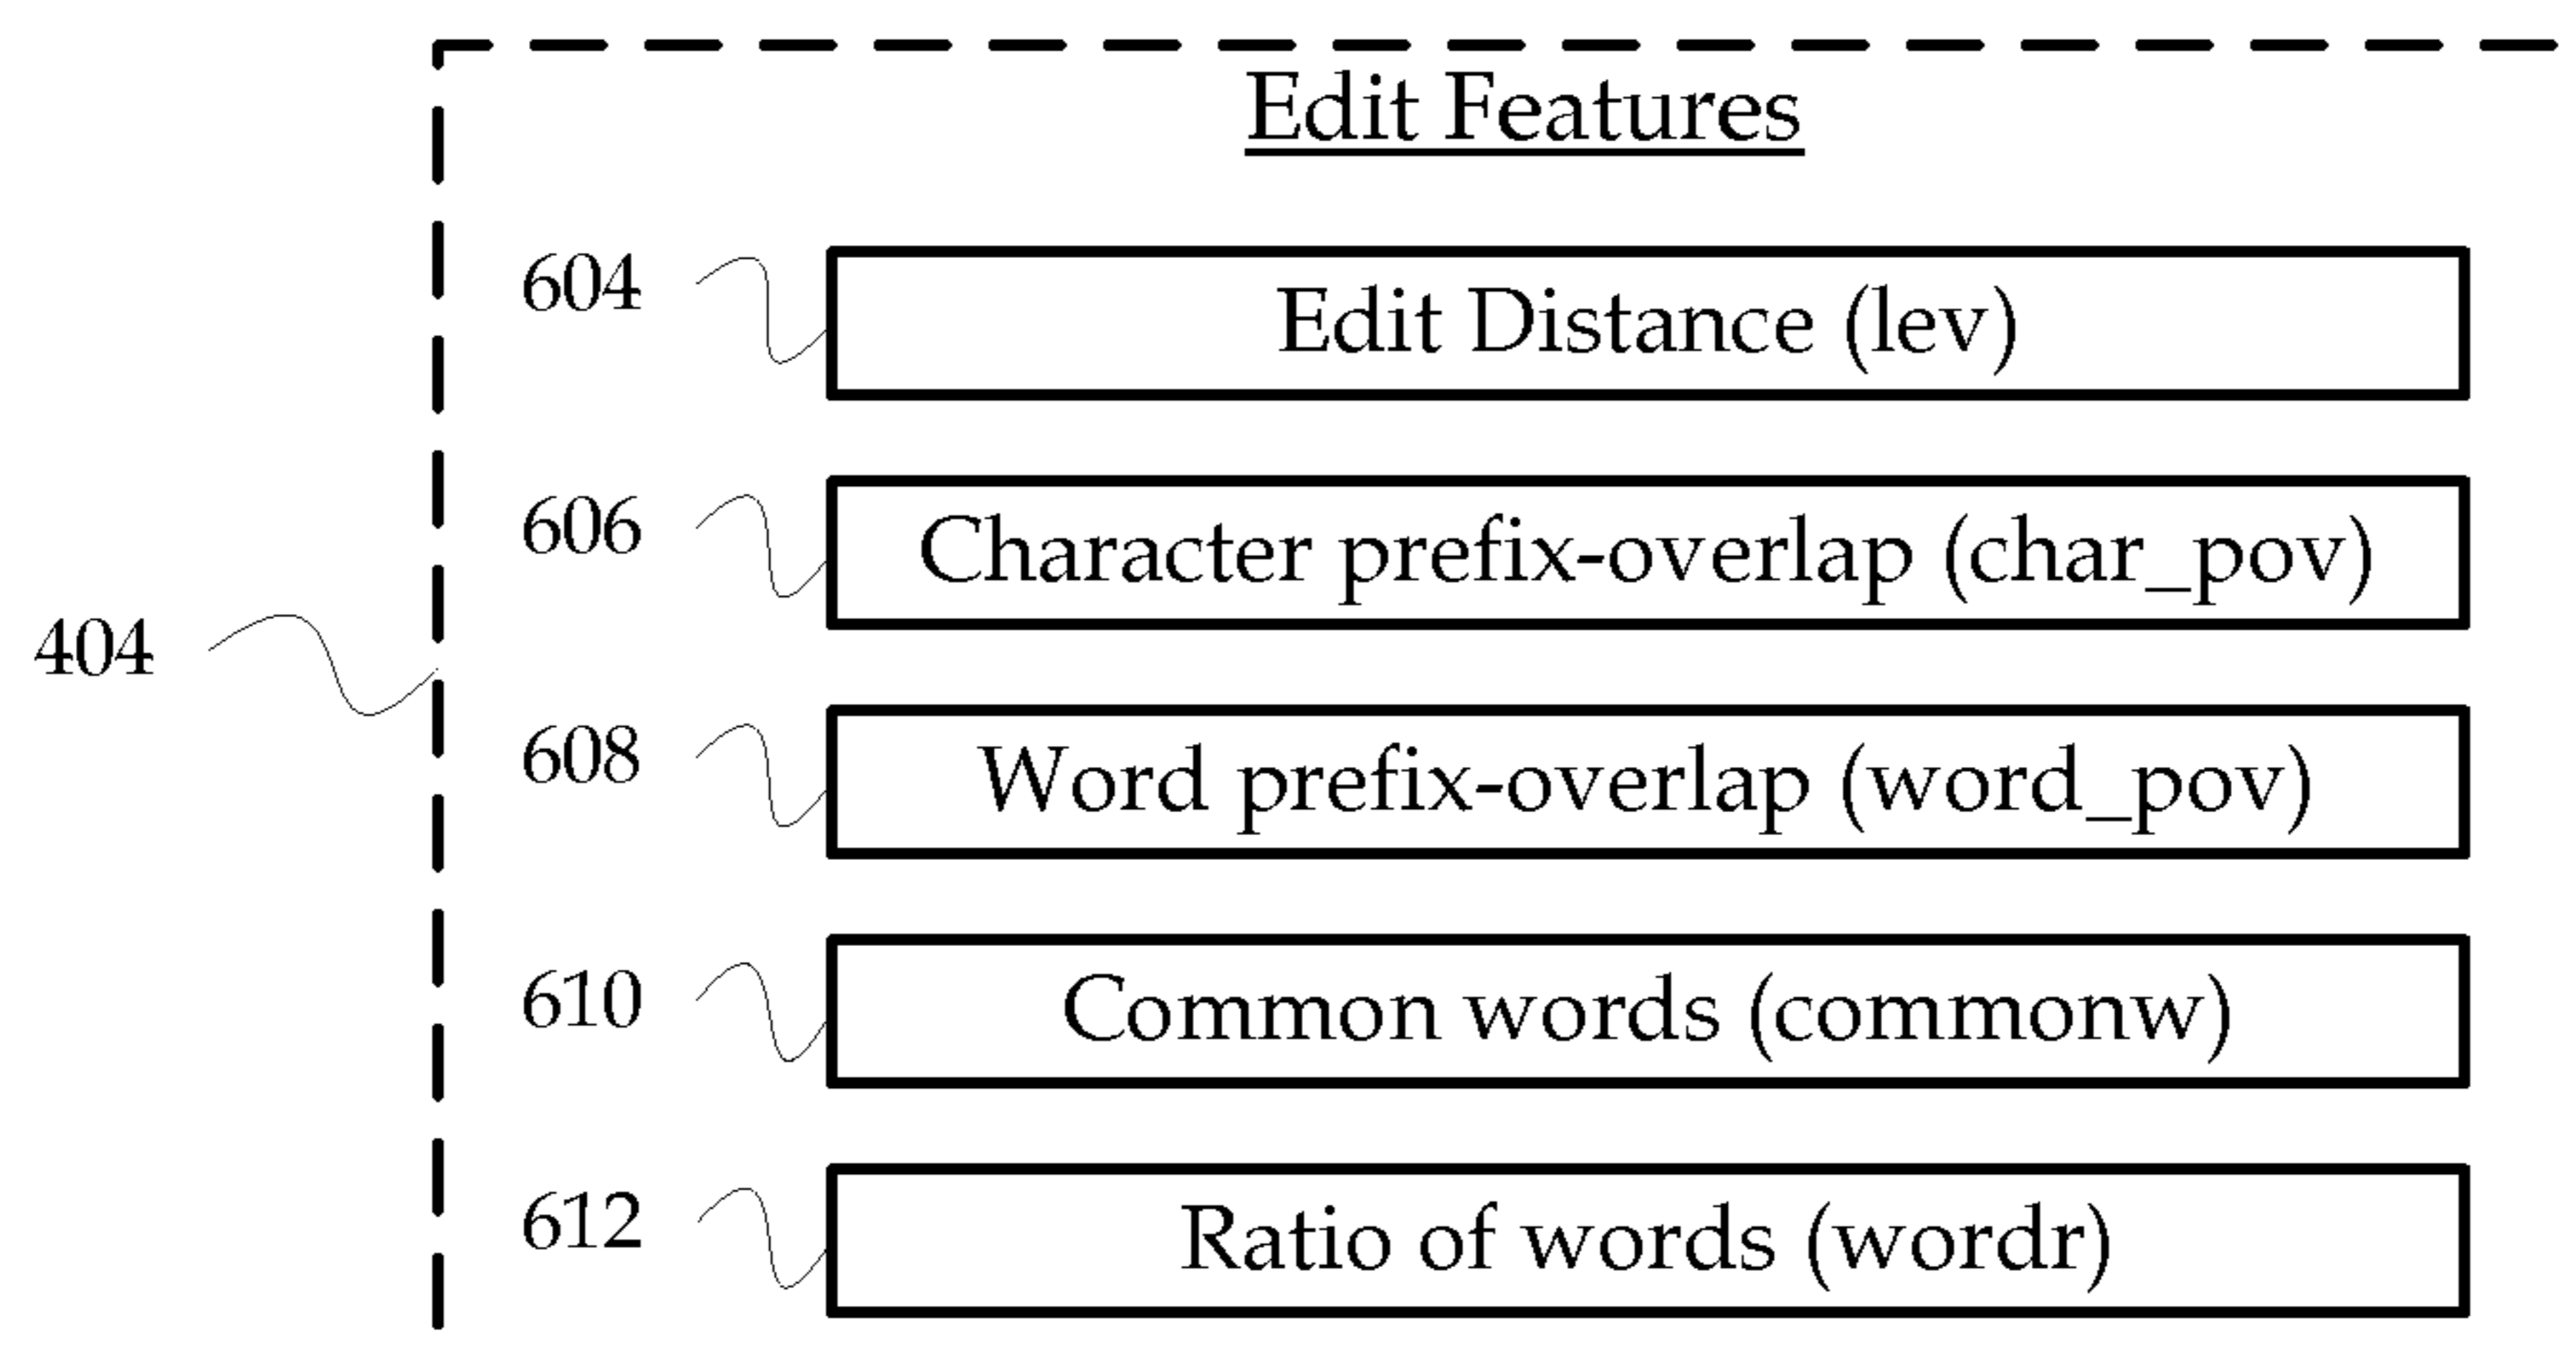 Edit Features
604 Edit Distance (lev)
606 Character prefix-overlap (char_pov)
404
608 Word prefix-overlap (word_pov)
610 Common words (commonw)
612 Ratio of words (wordr)